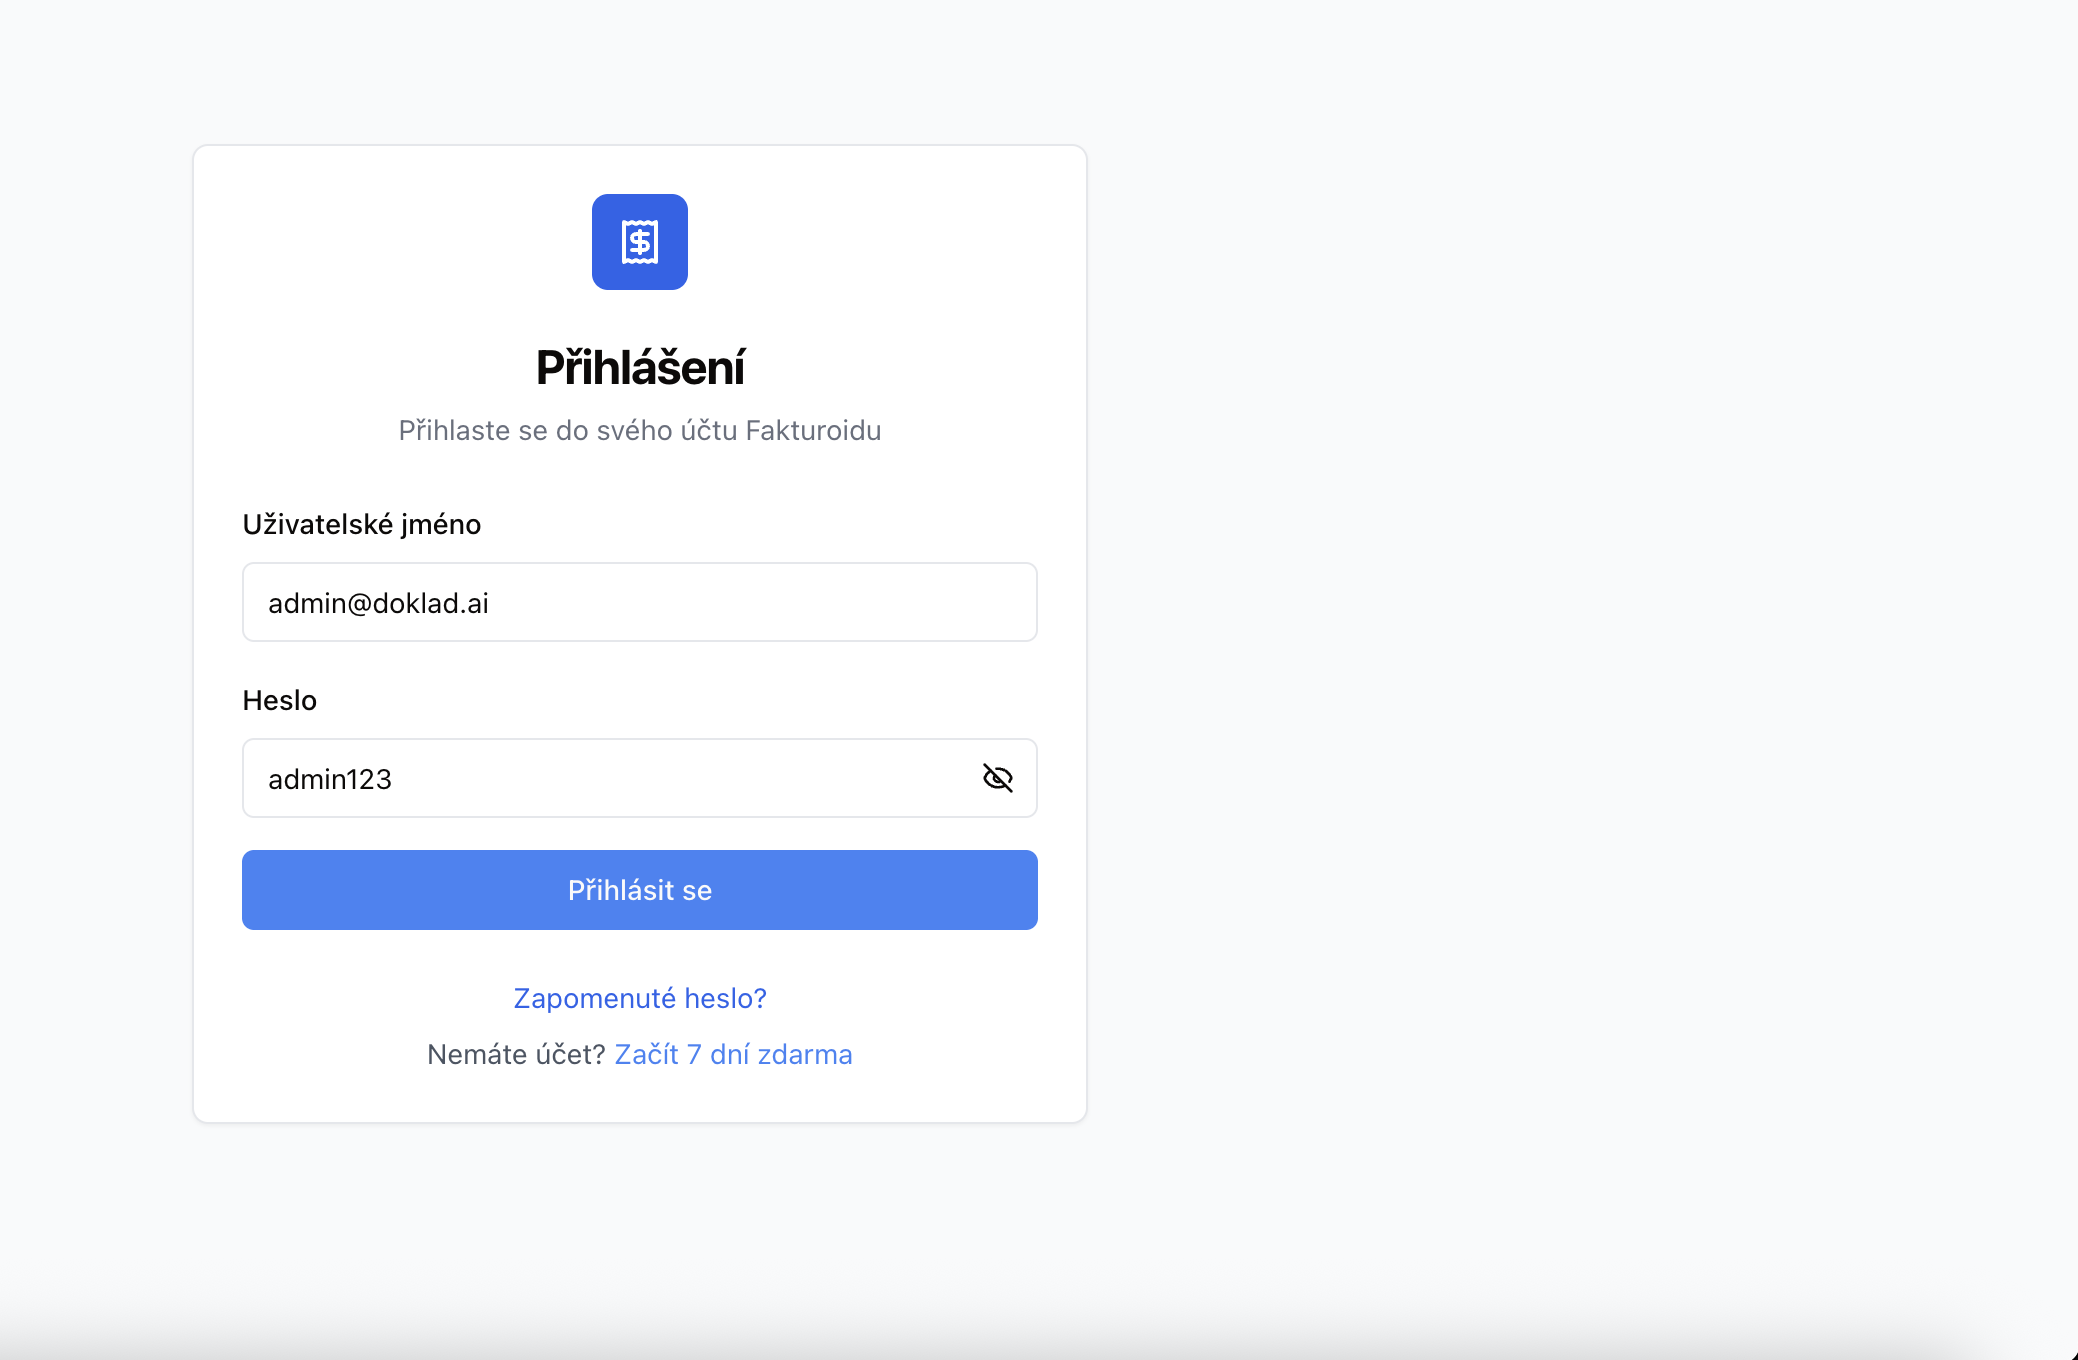 Přihlášení
Přihlaste se do svého účtu Fakturoidu
Uživatelské jméno
admin@doklad.ai
Heslo
admin123
Přihlásit se
Zapomenuté heslo?
Nemáte účet? Začít 7 dní zdarma